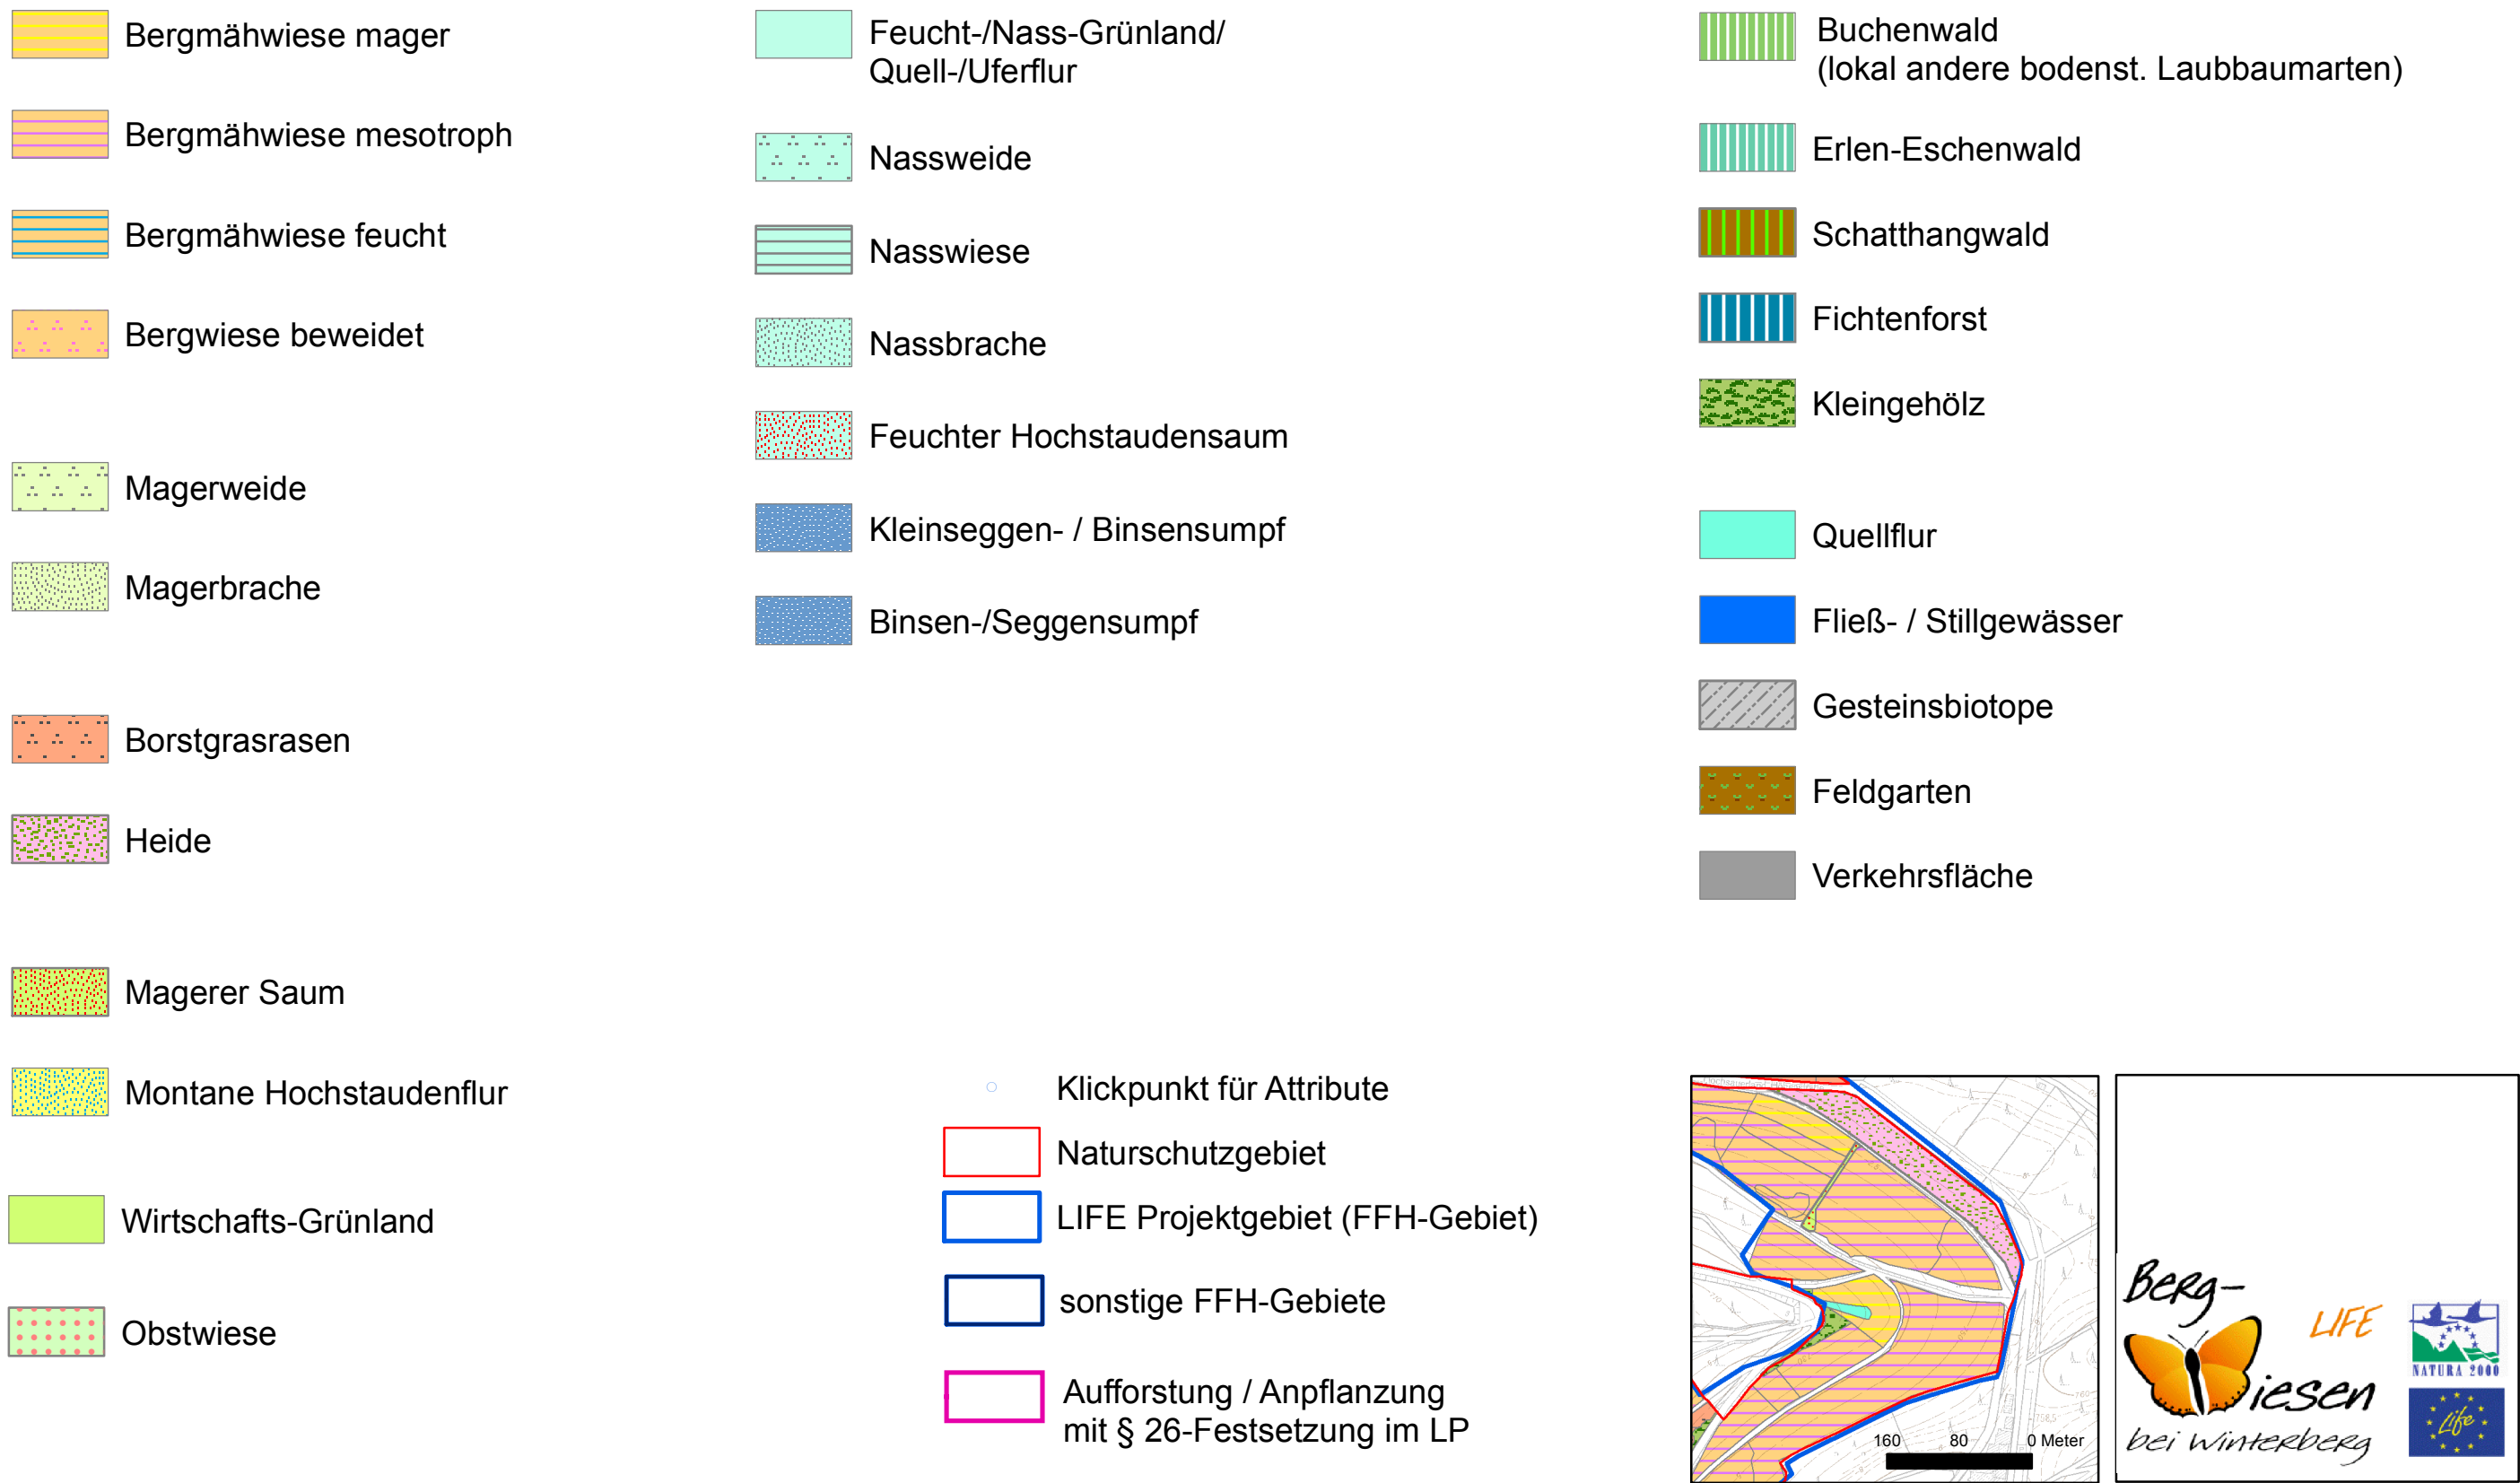 Bergmähwiese mager
Bergmähwiese mesotroph
Bergmähwiese feucht
Bergwiese beweidet
Magerweide
Magerbrache
Borstgrasrasen
Heide
Magerer Saum
Montane Hochstaudenflur
Wirtschafts-Grünland
Obstwiese
Feucht-/Nass-Grünland/
Quell-/Uferflur
Nassweide
Nasswiese
Nassbrache
Feuchter Hochstaudensaum
Kleinseggen- / Binsensumpf
Binsen-/Seggensumpf
Klickpunkt für Attribute
Naturschutzgebiet
LIFE Projektgebiet (FFH-Gebiet)
sonstige FFH-Gebiete
Aufforstung / Anpflanzung
mit § 26-Festsetzung im LP
Buchenwald
(lokal andere bodenst. Laubbaumarten)
Erlen-Eschenwald
Schatthangwald
Fichtenforst
Kleingehölz
Quellflur
Fließ- / Stillgewässer
Gesteinsbiotope
Feldgarten
Verkehrsfläche
758,5
160 80 0 Meter
Berg-
LIFE
Wiesen
bei Winterberg
NATURA 2000
Life